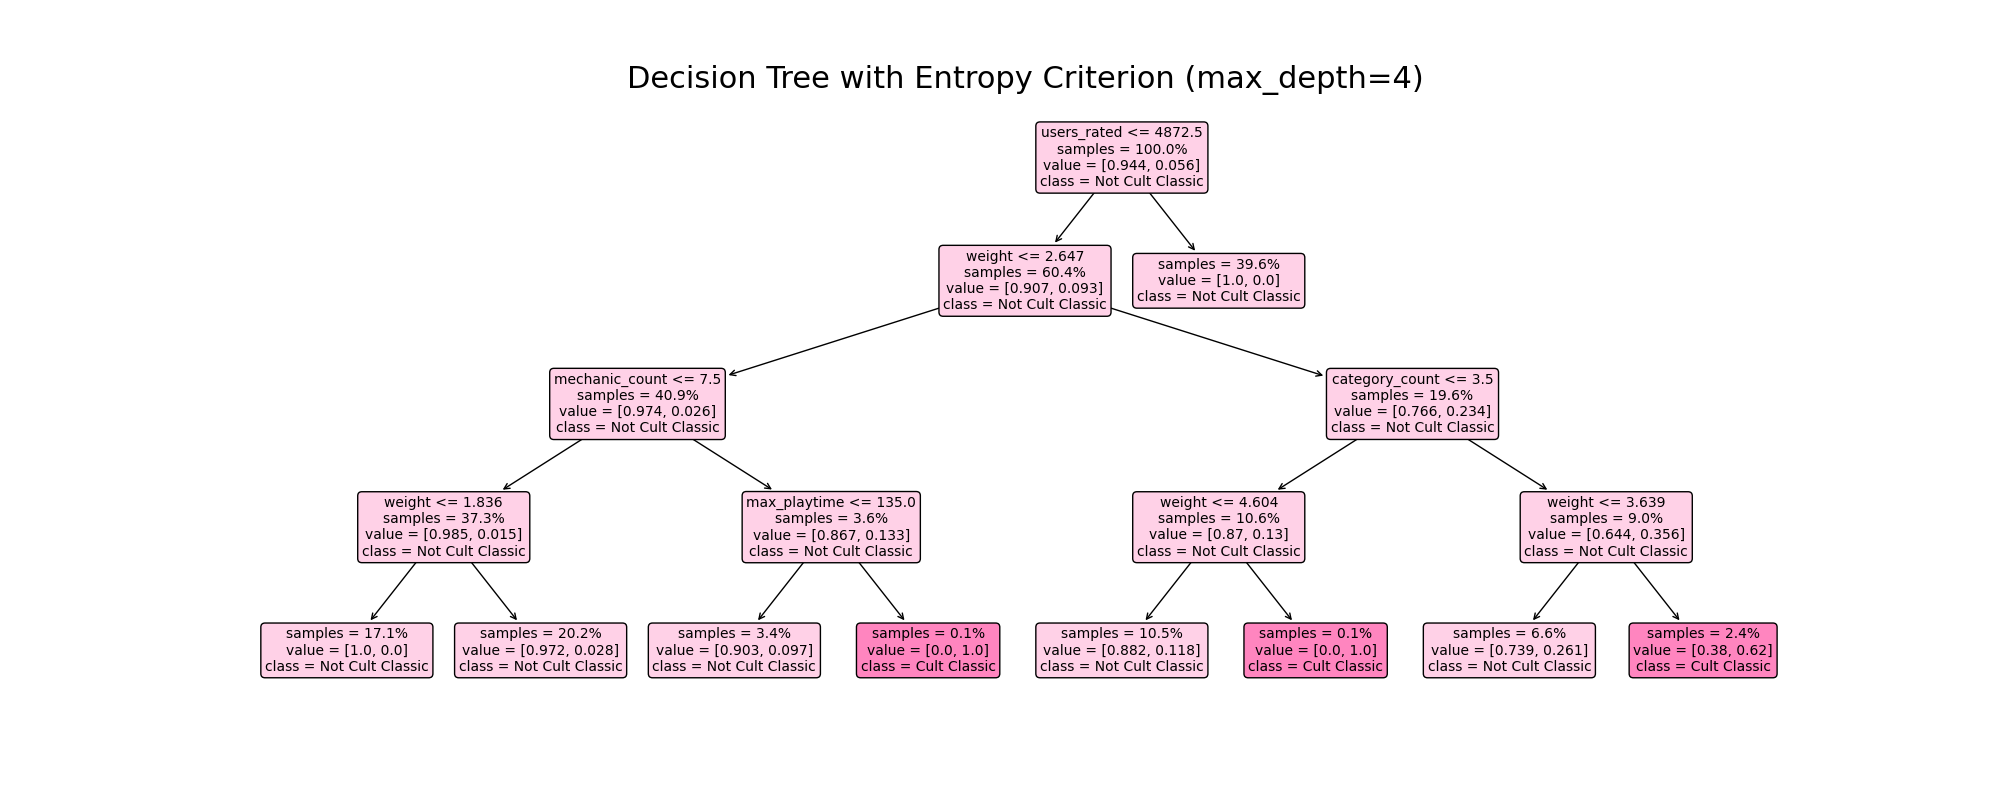 Decision Tree with Entropy Criterion (max_depth=4)
users_rated <= 4872.5
samples = 100.0%
value = [0.944, 0.056]
class = Not Cult Classic
weight <= 2.647
samples = 60.4%
value = [0.907, 0.093]
class = Not Cult Classic
samples = 39.6%
value = [1.0, 0.0]
class = Not Cult Classic
mechanic_count <= 7.5
samples = 40.9%
value = [0.974, 0.026]
class = Not Cult Classic
category_count <= 3.5
samples = 19.6%
value = [0.766, 0.234]
class = Not Cult Classic
weight <= 1.836
samples = 37.3%
value = [0.985, 0.015]
class = Not Cult Classic
max_playtime <= 135.0
samples = 3.6%
value = [0.867, 0.133]
class = Not Cult Classic
weight <= 4.604
samples = 10.6%
value = [0.87, 0.13]
class = Not Cult Classic
weight <= 3.639
samples = 9.0%
value = [0.644, 0.356]
class = Not Cult Classic
samples = 17.1%
value = [1.0, 0.0]
class = Not Cult Classic
samples = 20.2%
value = [0.972, 0.028]
class = Not Cult Classic
samples = 3.4%
value = [0.903, 0.097]
class = Not Cult Classic
samples = 0.1%
value = [0.0, 1.0]
class = Cult Classic
samples = 10.5%
value = [0.882, 0.118]
class = Not Cult Classic
samples = 0.1%
value = [0.0, 1.0]
class = Cult Classic
samples = 6.6%
value = [0.739, 0.261]
class = Not Cult Classic
samples = 2.4%
value = [0.38, 0.62]
class = Cult Classic